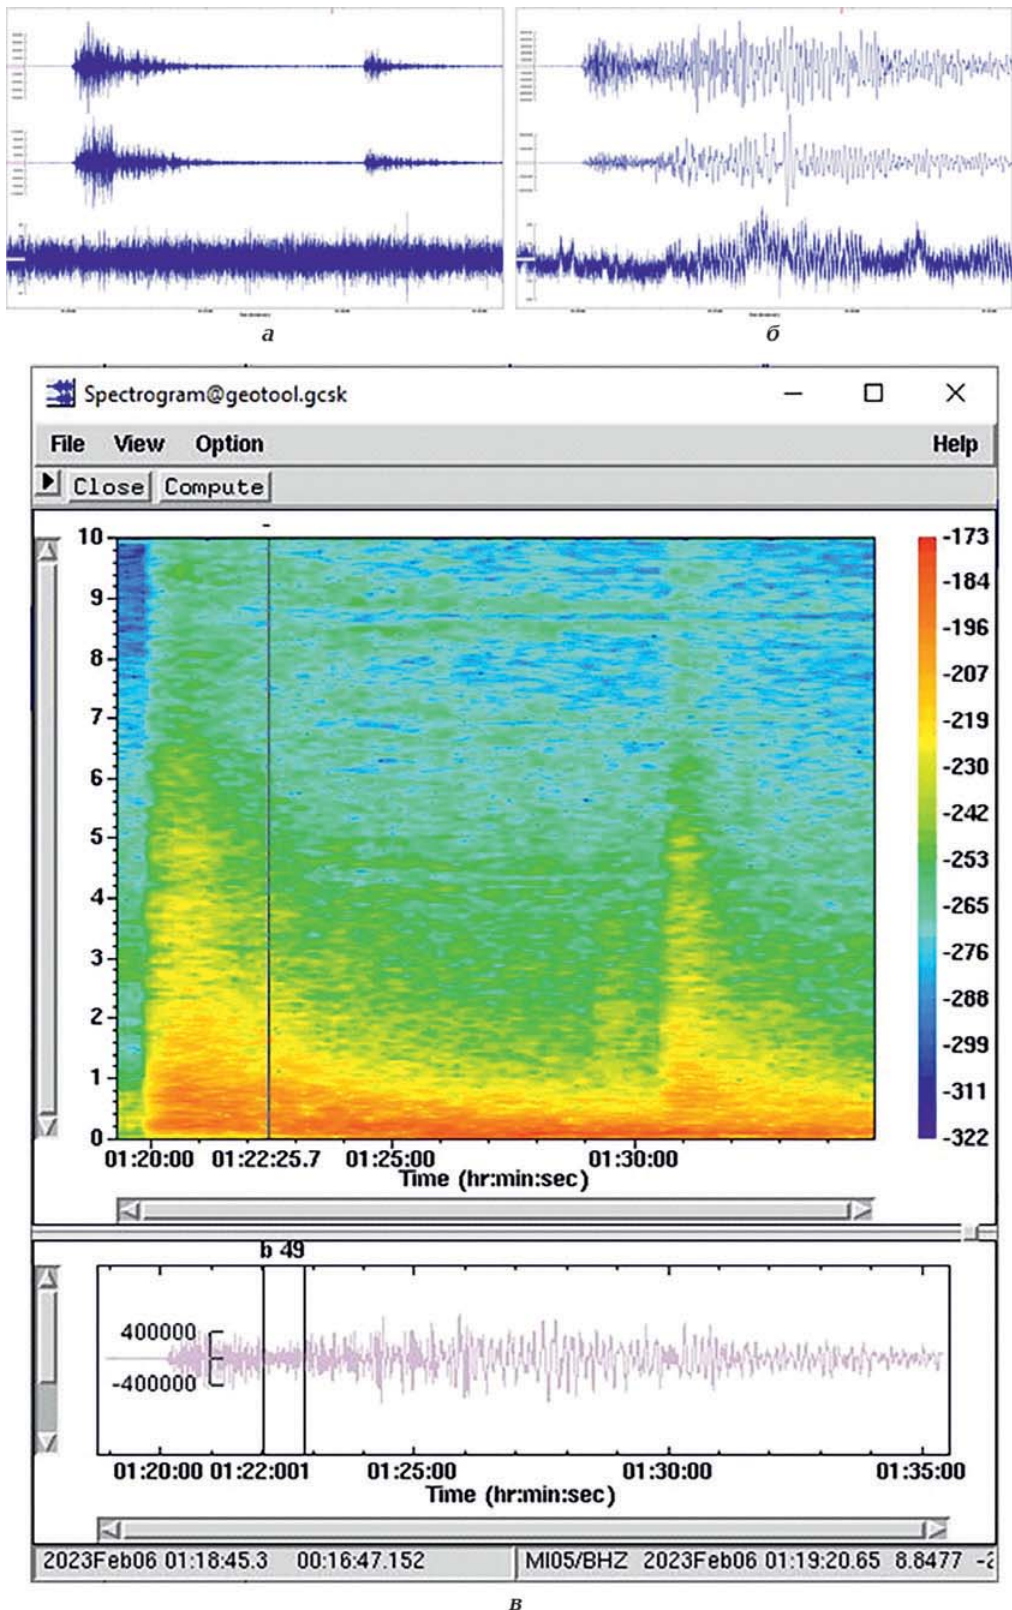 а
б
Spectrogram@geotool.gcsk
File View Option Help
Close Compute
10
9
8
7
6
5
4
3
2
1
0
-173
-184
-196
-207
-219
-230
-242
-253
-265
-276
-288
-299
-311
-322
01:20:00 01:22:25.7 01:25:00 01:30:00
Time (hr:min:sec)
b 49
400000
-400000
01:20:00 01:22:001 01:25:00 01:30:00 01:35:00
Time (hr:min:sec)
2023Feb06 01:18:45.3 00:16:47.152 MI05/BHZ 2023Feb06 01:19:20.65 8.8477
в